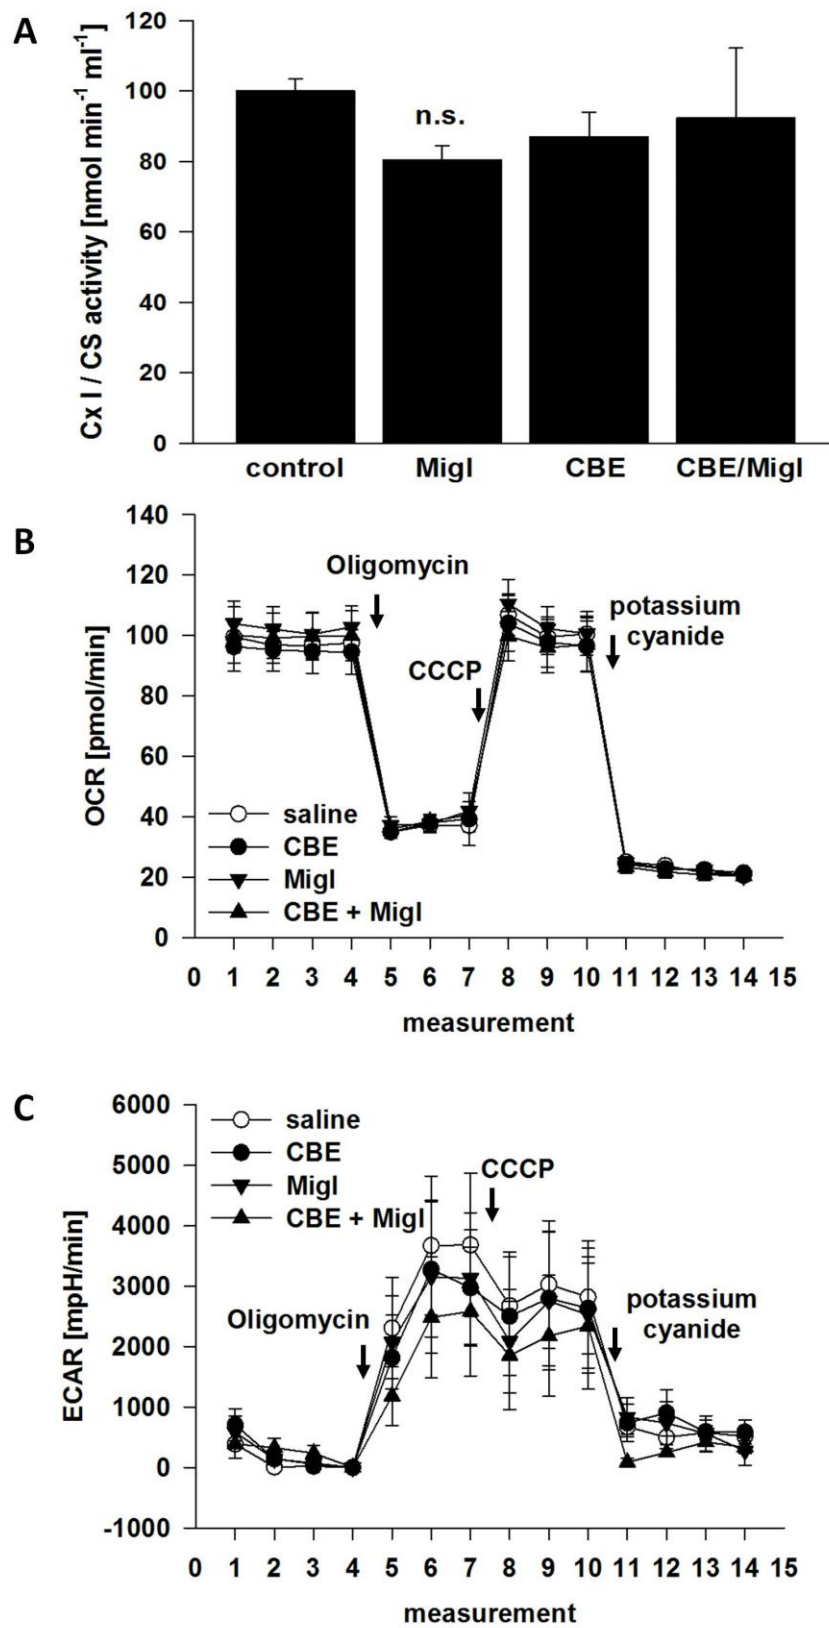 A
Cx I / CS activity [nmol min-1 ml-1]
120
100
80
60
40
20
0
n.s.
control Migl CBE CBE/Migl
B
OCR [pmol/min]
140
120
100
80
60
40
20
0
Oligomycin
CCCP
potassium
cyanide
saline
CBE
Migl
CBE + Migl
0 1 2 3 4 5 6 7 8 9 10 11 12 13 14 15
measurement
C
ECAR [mpH/min]
6000
5000
4000
3000
2000
1000
0
-1000
saline
CBE
Migl
CBE + Migl
CCCP
Oligomycin
potassium
cyanide
0 1 2 3 4 5 6 7 8 9 10 11 12 13 14 15
measurement